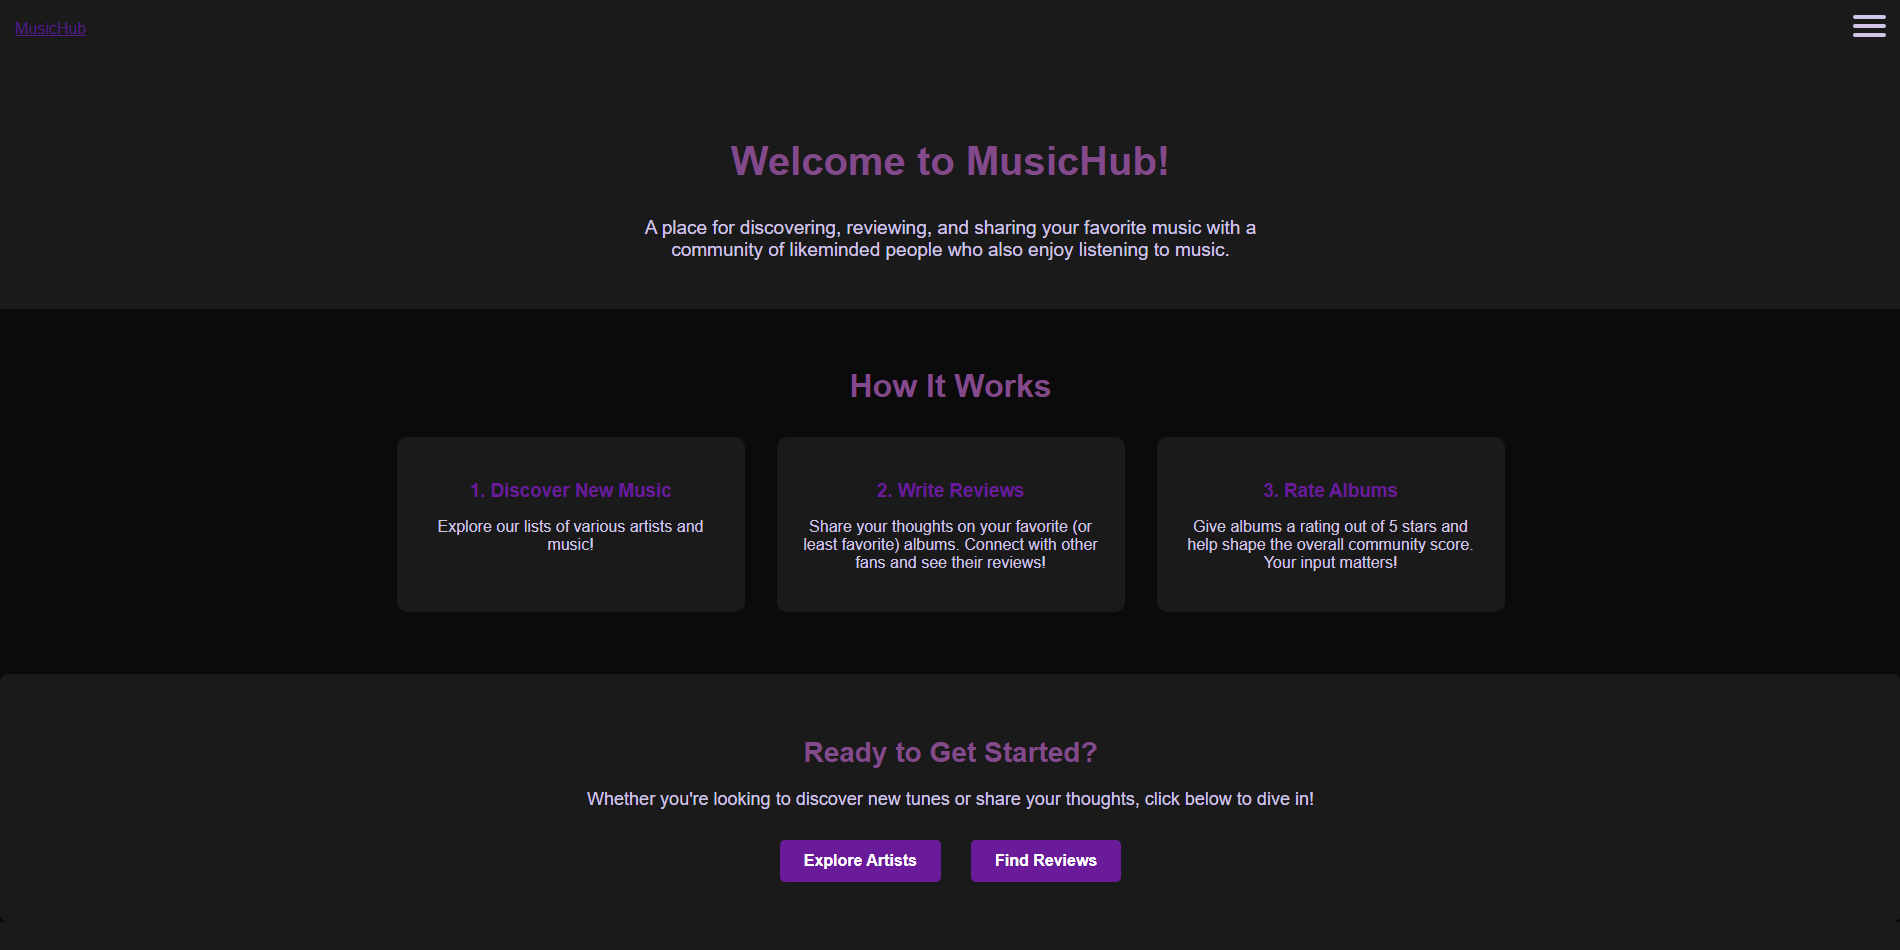 MusicHub
Welcome to MusicHub!
A place for discovering, reviewing, and sharing your favorite music with a
community of likeminded people who also enjoy listening to music.
How It Works
1. Discover New Music
Explore our lists of various artists and
music!
2. Write Reviews
Share your thoughts on your favorite (or
least favorite) albums. Connect with other
fans and see their reviews!
3. Rate Albums
Give albums a rating out of 5 stars and
help shape the overall community score.
Your input matters!
Ready to Get Started?
Whether you're looking to discover new tunes or share your thoughts, click below to dive in!
Explore Artists
Find Reviews